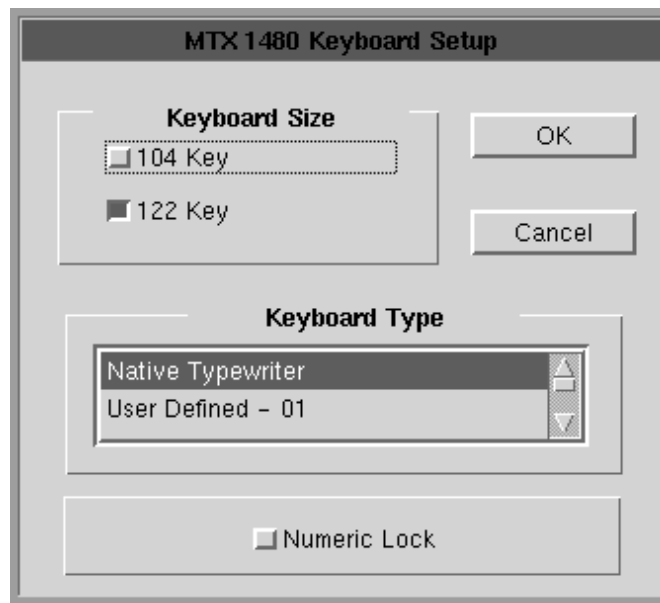 MTX 1480 Keyboard Setup
Keyboard Size
104 Key
122 Key
OK
Cancel
Keyboard Type
Native Typewriter
User Defined – 01
Numeric Lock